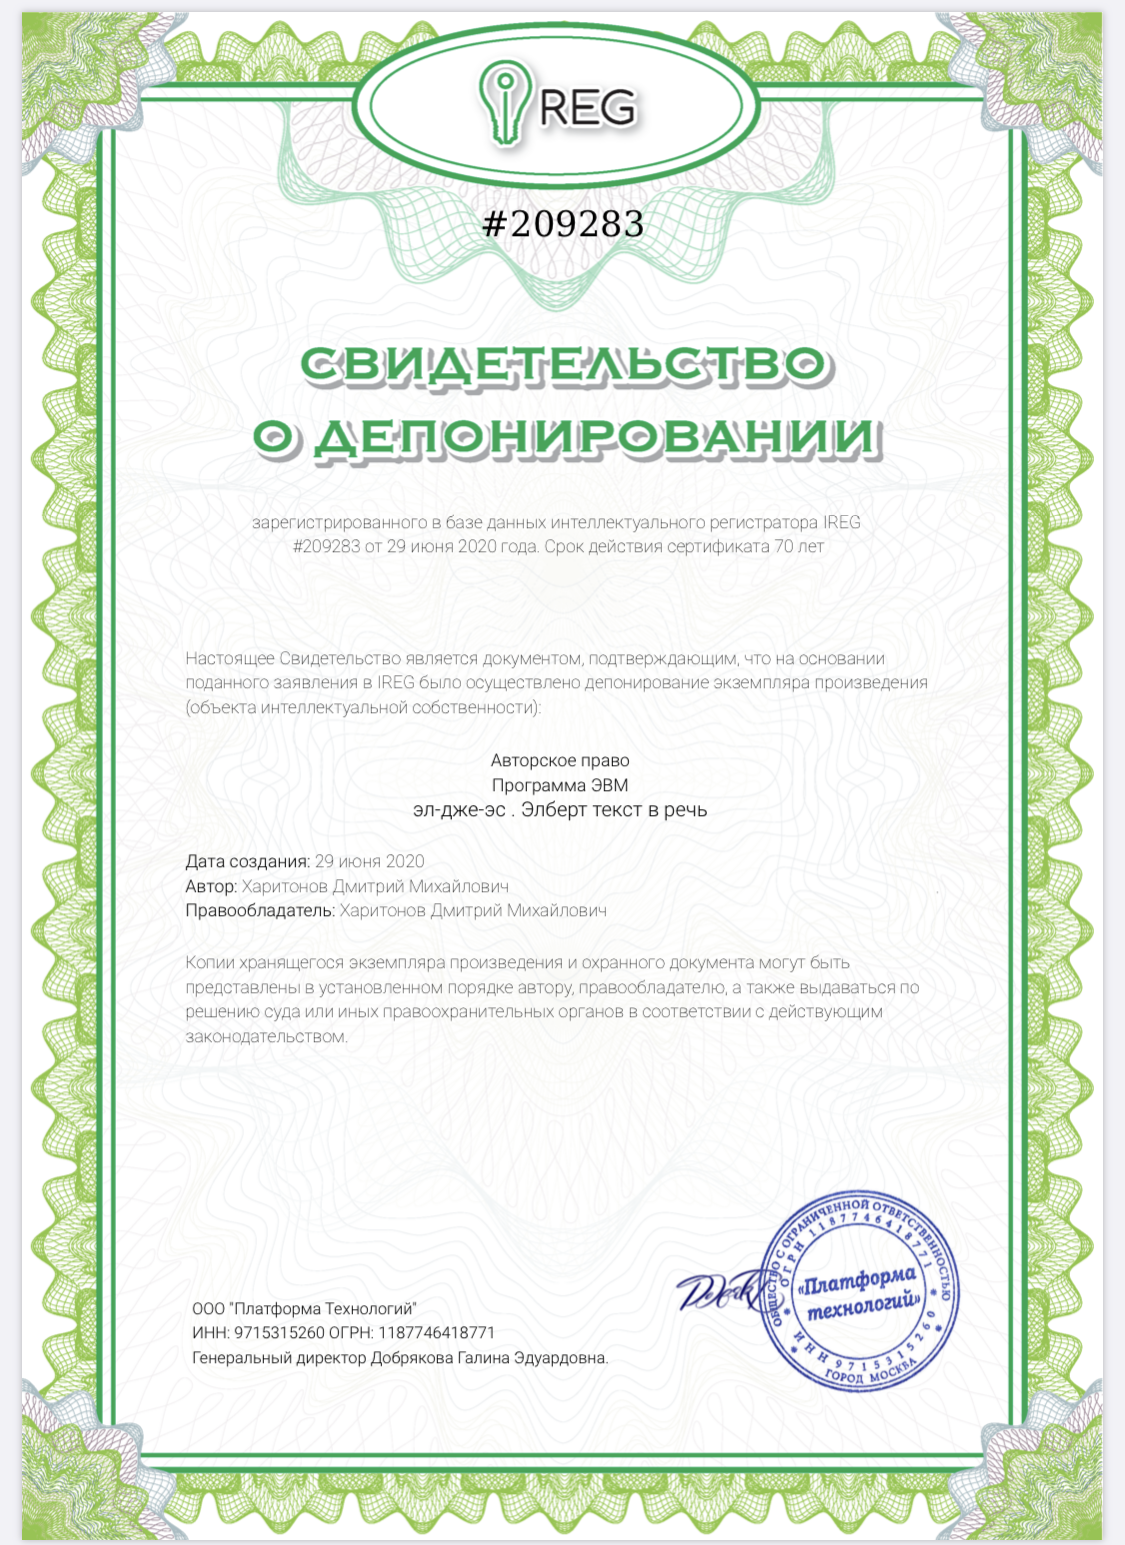 REG
#209283
СВИДЕТЕЛЬСТВО
О ДЕПОНИРОВАНИИ
зарегистрированного в базе данных интеллектуального регистратора IREG
#209283 от 29 июня 2020 года. Срок действия сертификата 70 лет
Настоящее Свидетельство является документом, подтверждающим, что на основании
поданного заявления в IREG было осуществлено депонирование экземпляра произведения
(объекта интеллектуальной собственности):
Авторское право
Программа ЭВМ
эл-дже-эс . Элберт текст в речь
Дата создания: 29 июня 2020
Автор: Харитонов Дмитрий Михайлович
Правообладатель: Харитонов Дмитрий Михайлович
Копии хранящегося экземпляра произведения и охранного документа могут быть
представлены в установленном порядке автору, правообладателю, а также выдаваться по
решению суда или иных правоохранительных органов в соответствии с действующим
законодательством.
ООО "Платформа Технологий"
ИНН: 9715315260 ОГРН: 1187746418771
Генеральный директор Добрякова Галина Эдуардовна.
ОБЩЕСТВО С ОГРАНИЧЕННОЙ ОТВЕТСТВЕННОСТЬЮ
ОГРН 1187746418771
«Платформа
технологий»
ИНН 9715315260
ГОРОД МОСКВА